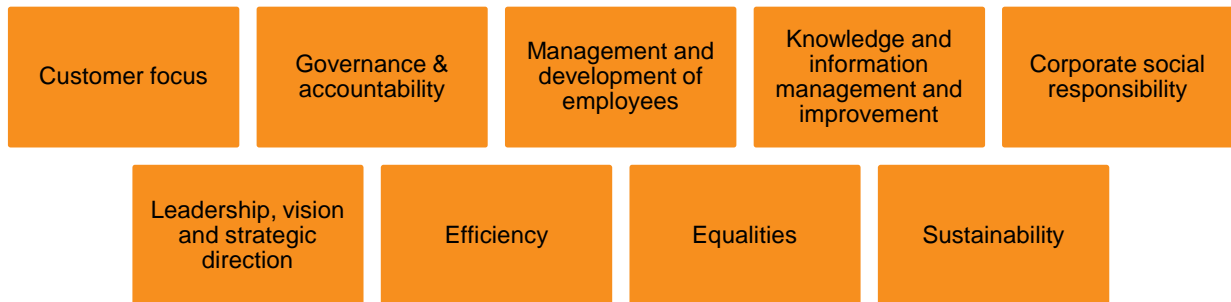 Customer focus
Governance &
accountability
Management and
development of
employees
Knowledge and
information
management and
improvement
Corporate social
responsibility
Leadership, vision
and strategic
direction
Efficiency
Equalities
Sustainability